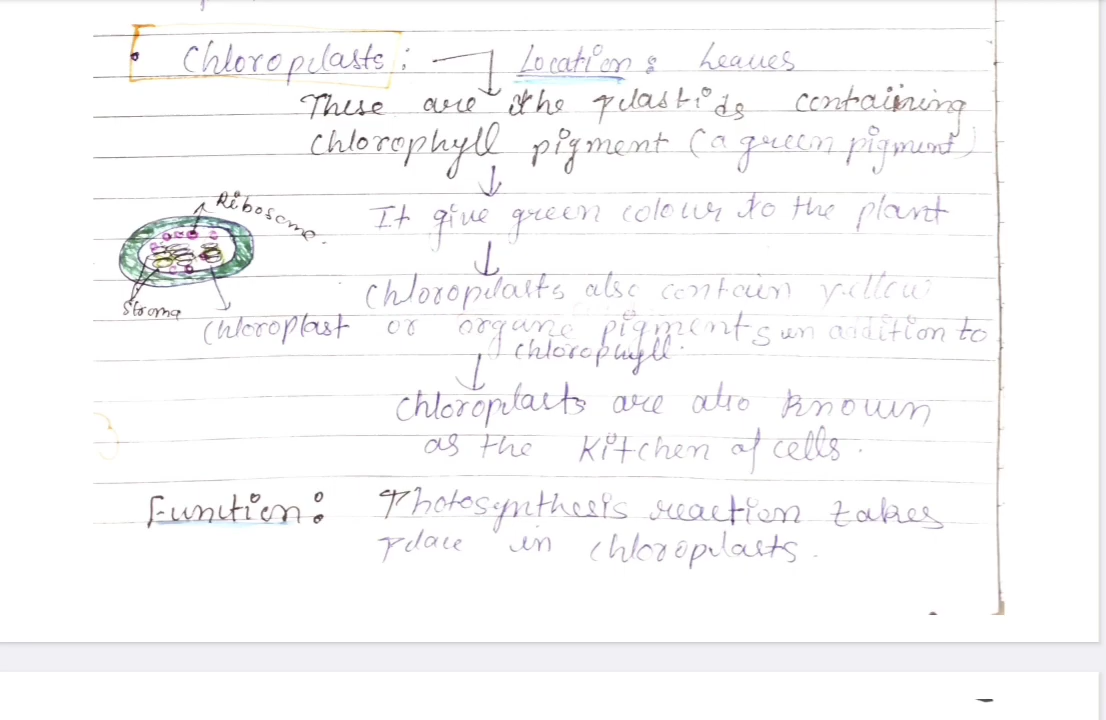 • Chloroplasts : Location : Leaves
These are the plastids containing
chlorophyll pigment (a green pigment)
It give green colour to the plant
Ribosome.
Chloroplasts also contain yellow
Stroma
Chloroplast
or organe pigments in addition to
chlorophyll.
Chloroplasts are also known
as the Kitchen of cells.
Function : Photosynthesis reaction takes
place in chloroplasts.